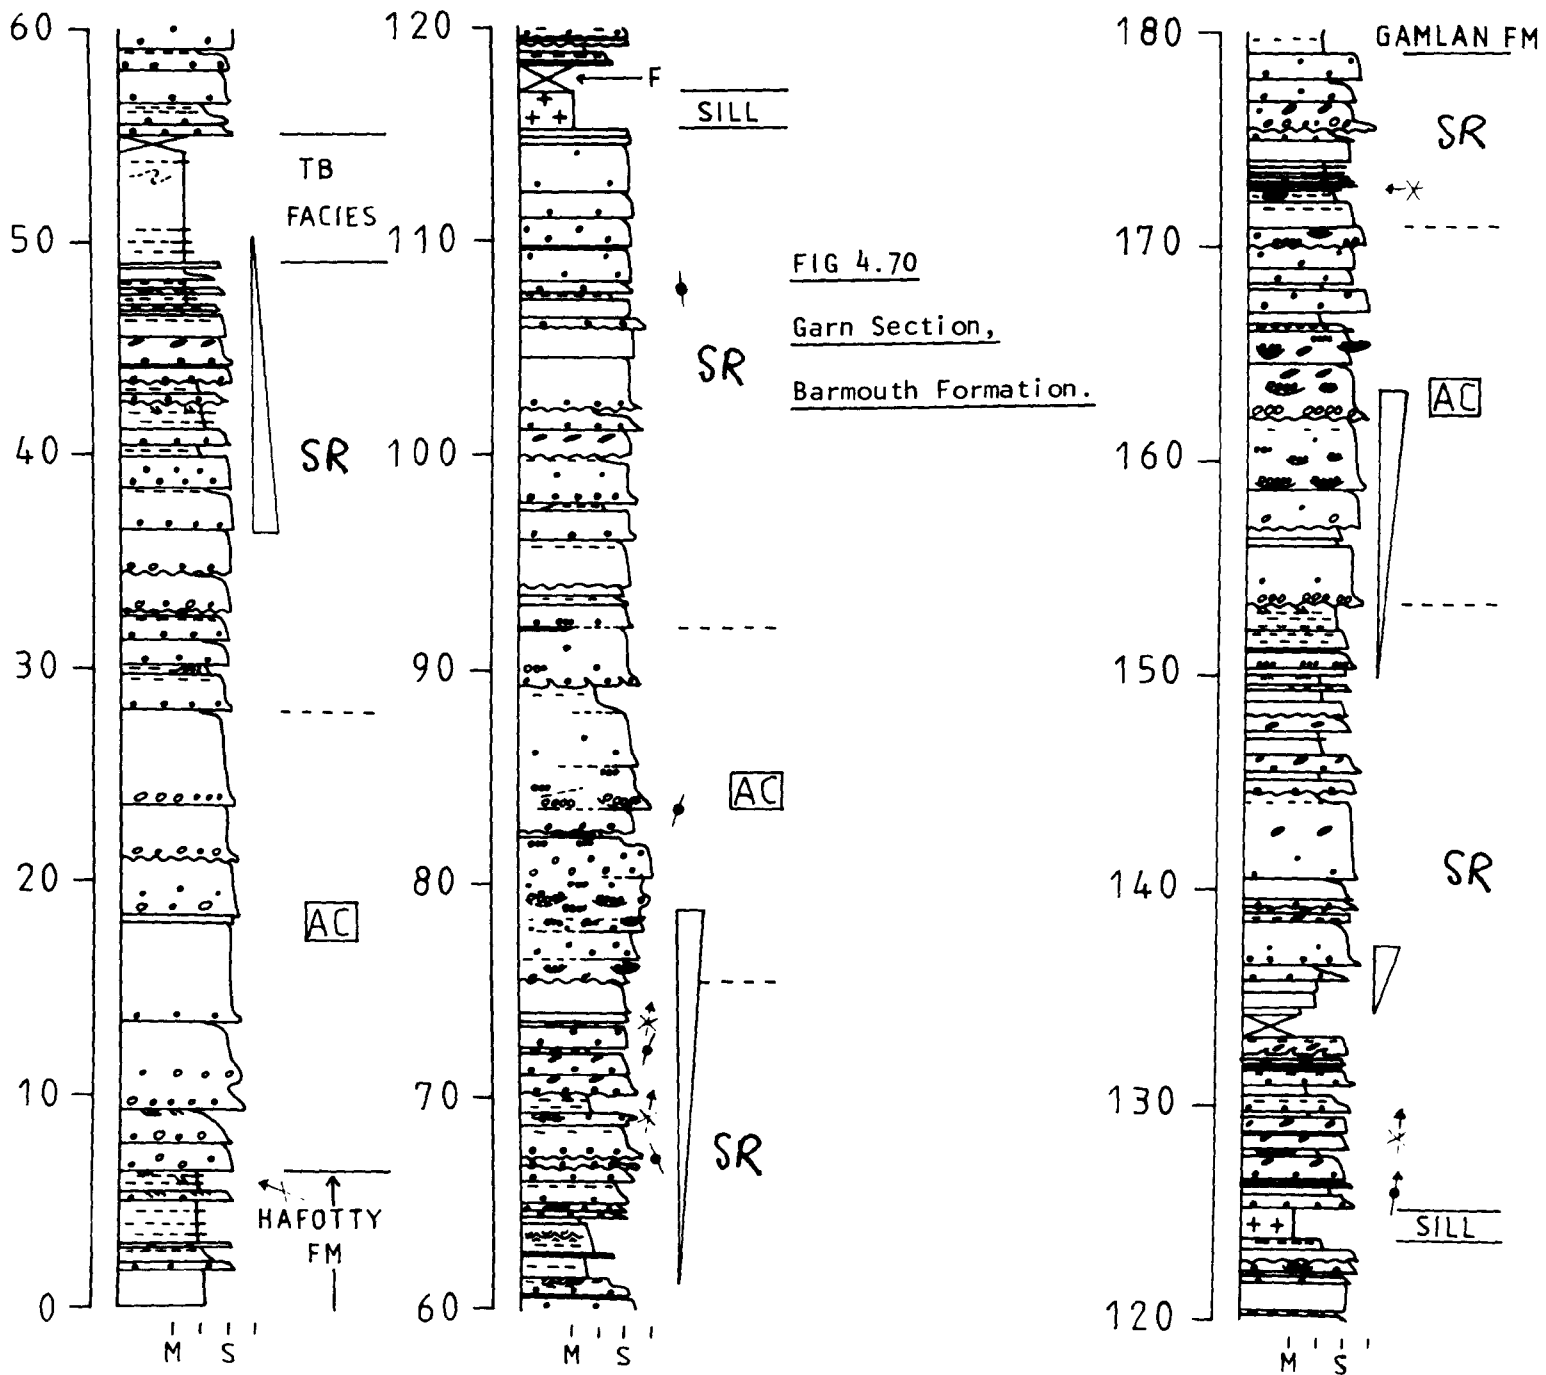 60
50
40
30
20
10
0
M S
TB
FACIES
SR
AC
HAFOTTY
FM
120
110
100
90
80
70
60
M S
F
SILL
SR
AC
SR
FIG 4.70
Garn Section,
Barmouth Formation.
180
170
160
150
140
130
120
M S
GAMLAN FM
SR
AC
SR
SILL